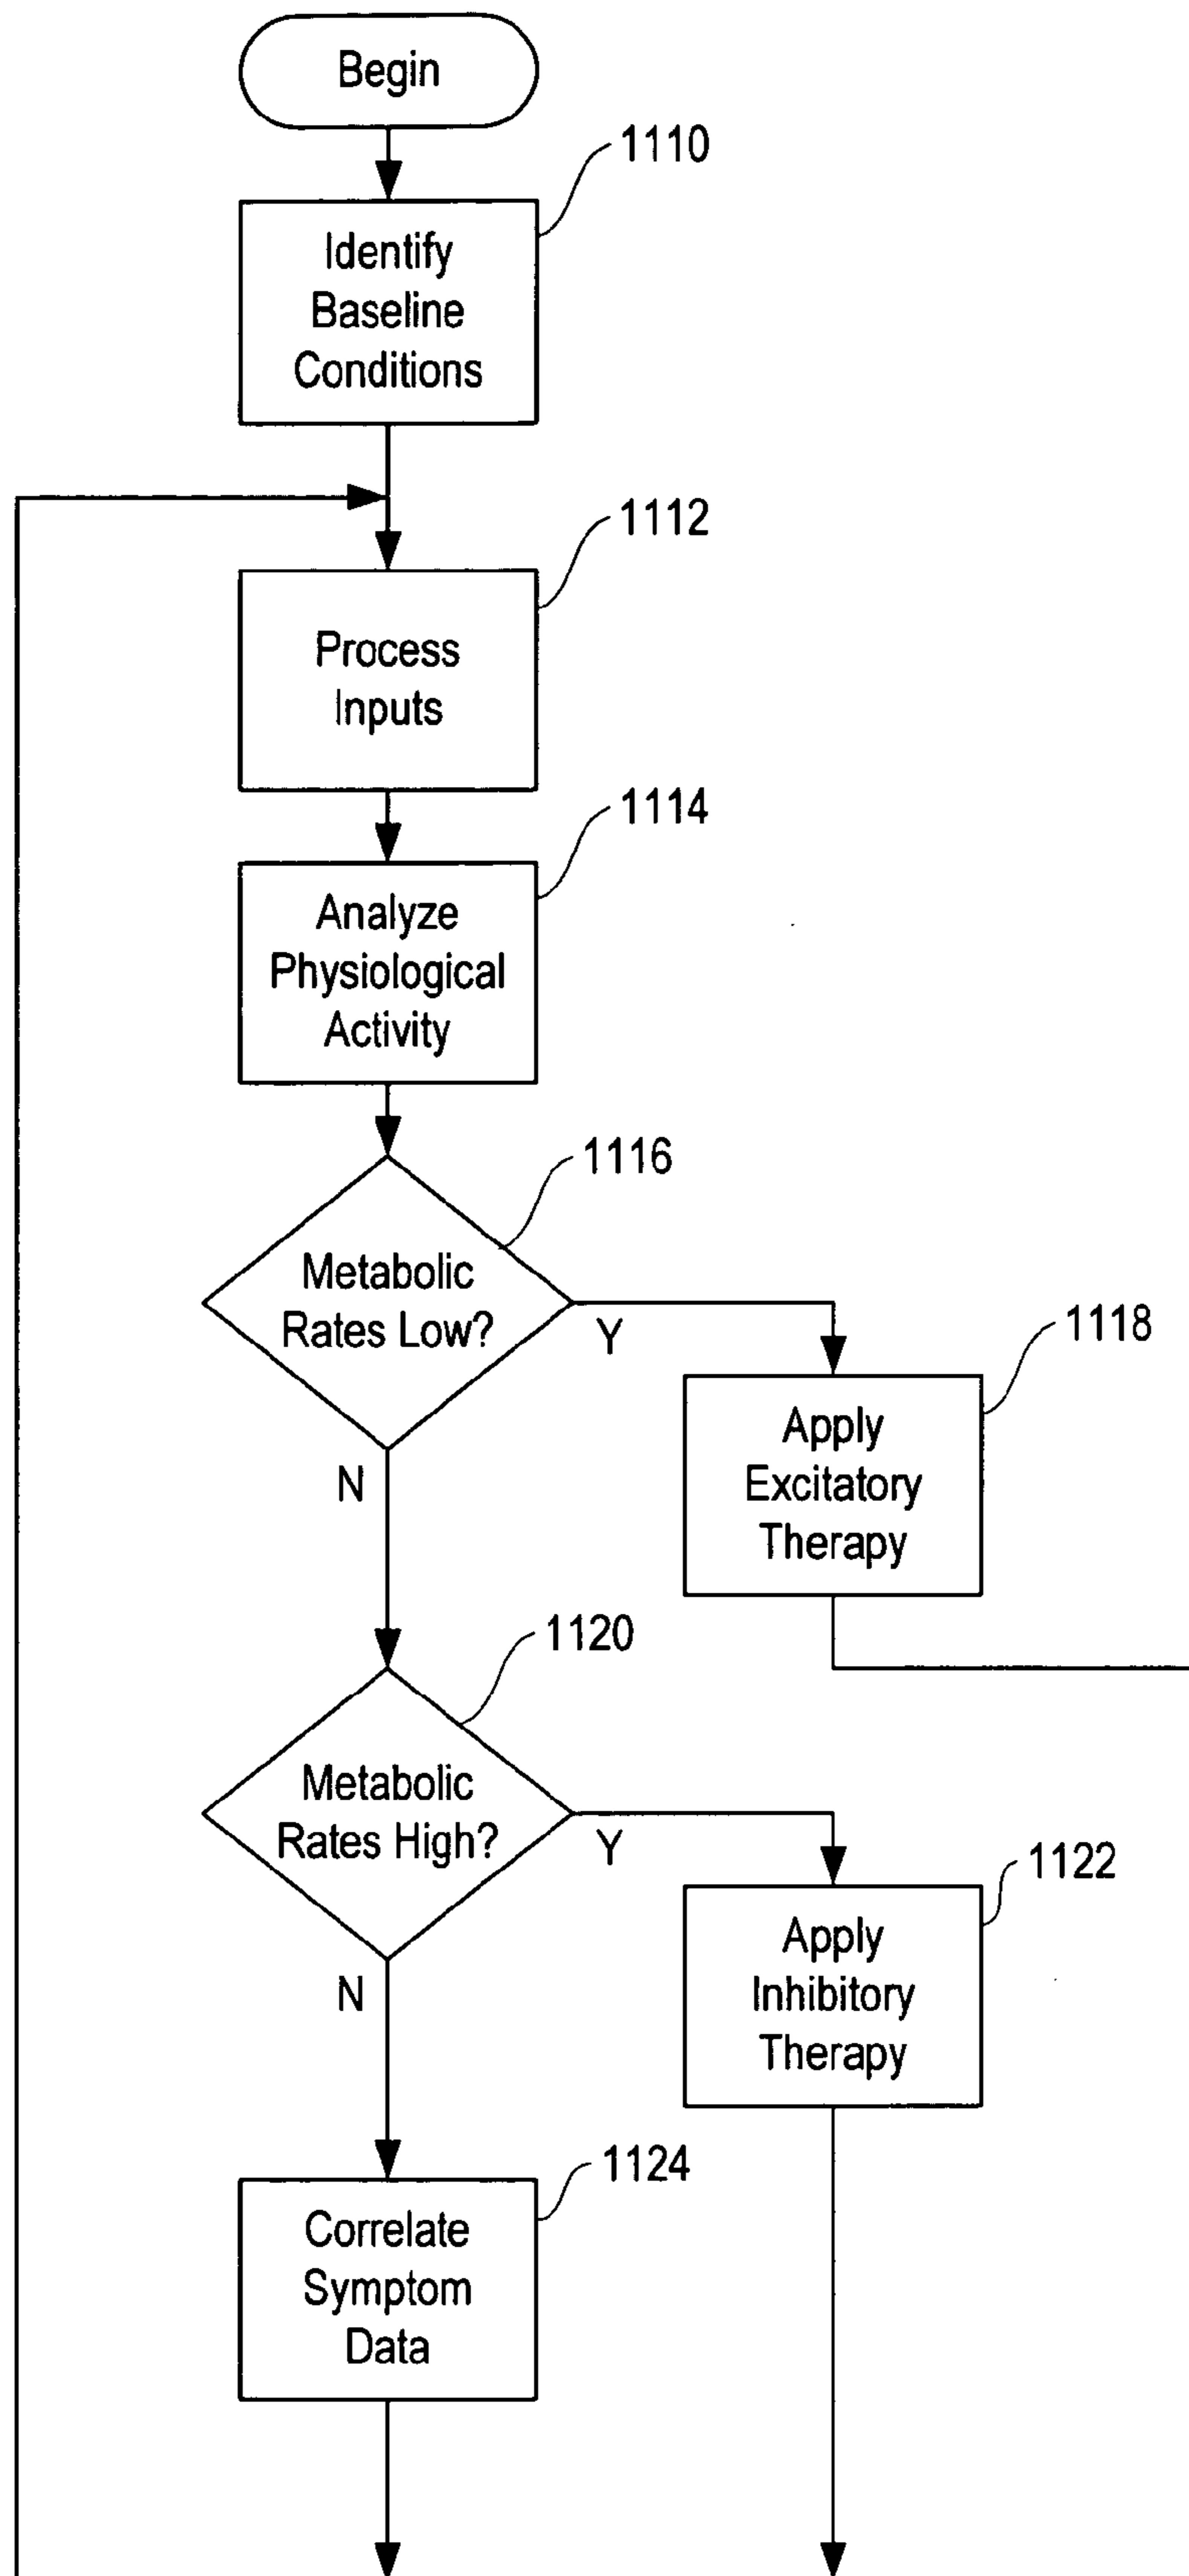 Begin
1110
Identify
Baseline
Conditions
1112
Process
Inputs
1114
Analyze
Physiological
Activity
1116
Metabolic
Rates Low?
Y
N
1118
Apply
Excitatory
Therapy
1120
Metabolic
Rates High?
Y
N
1122
Apply
Inhibitory
Therapy
1124
Correlate
Symptom
Data